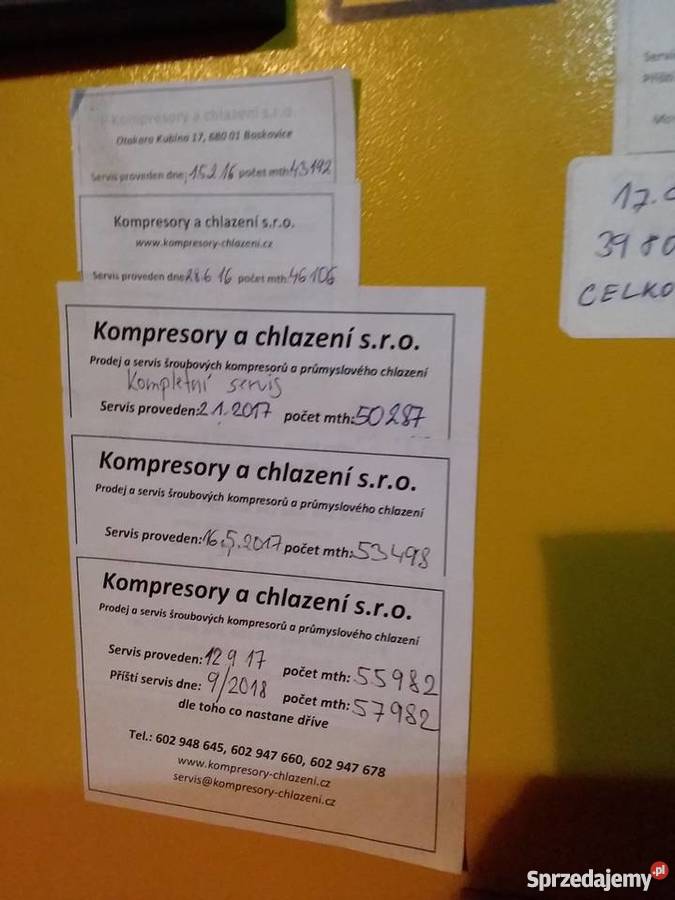 Kompresory a chlazení s.r.o.
Otakara Kubína 17, 680 01 Boskovice
Servis proveden dne: 15.2.16 počet mth: 43192
Kompresory a chlazení s.r.o.
www.kompresory-chlazeni.cz
Servis proveden dne: 28.6.16 počet mth: 46106
Kompresory a chlazení s.r.o.
Prodej a servis šroubových kompresorů a průmyslového chlazení
Kompletní servis
Servis proveden: 2.1.2017 počet mth: 50287
Kompresory a chlazení s.r.o.
Prodej a servis šroubových kompresorů a průmyslového chlazení
Servis proveden: 16.5.2017 počet mth: 53498
Kompresory a chlazení s.r.o.
Prodej a servis šroubových kompresorů a průmyslového chlazení
Servis proveden: 12 9 17 počet mth: 55982
Příští servis dne: 9/2018 počet mth: 57982
dle toho co nastane dříve
Tel.: 602 948 645, 602 947 660, 602 947 678
www.kompresory-chlazeni.cz
servis@kompresory-chlazeni.cz
Servis
17.
3980
CELKO
Sprzedajemy.pl